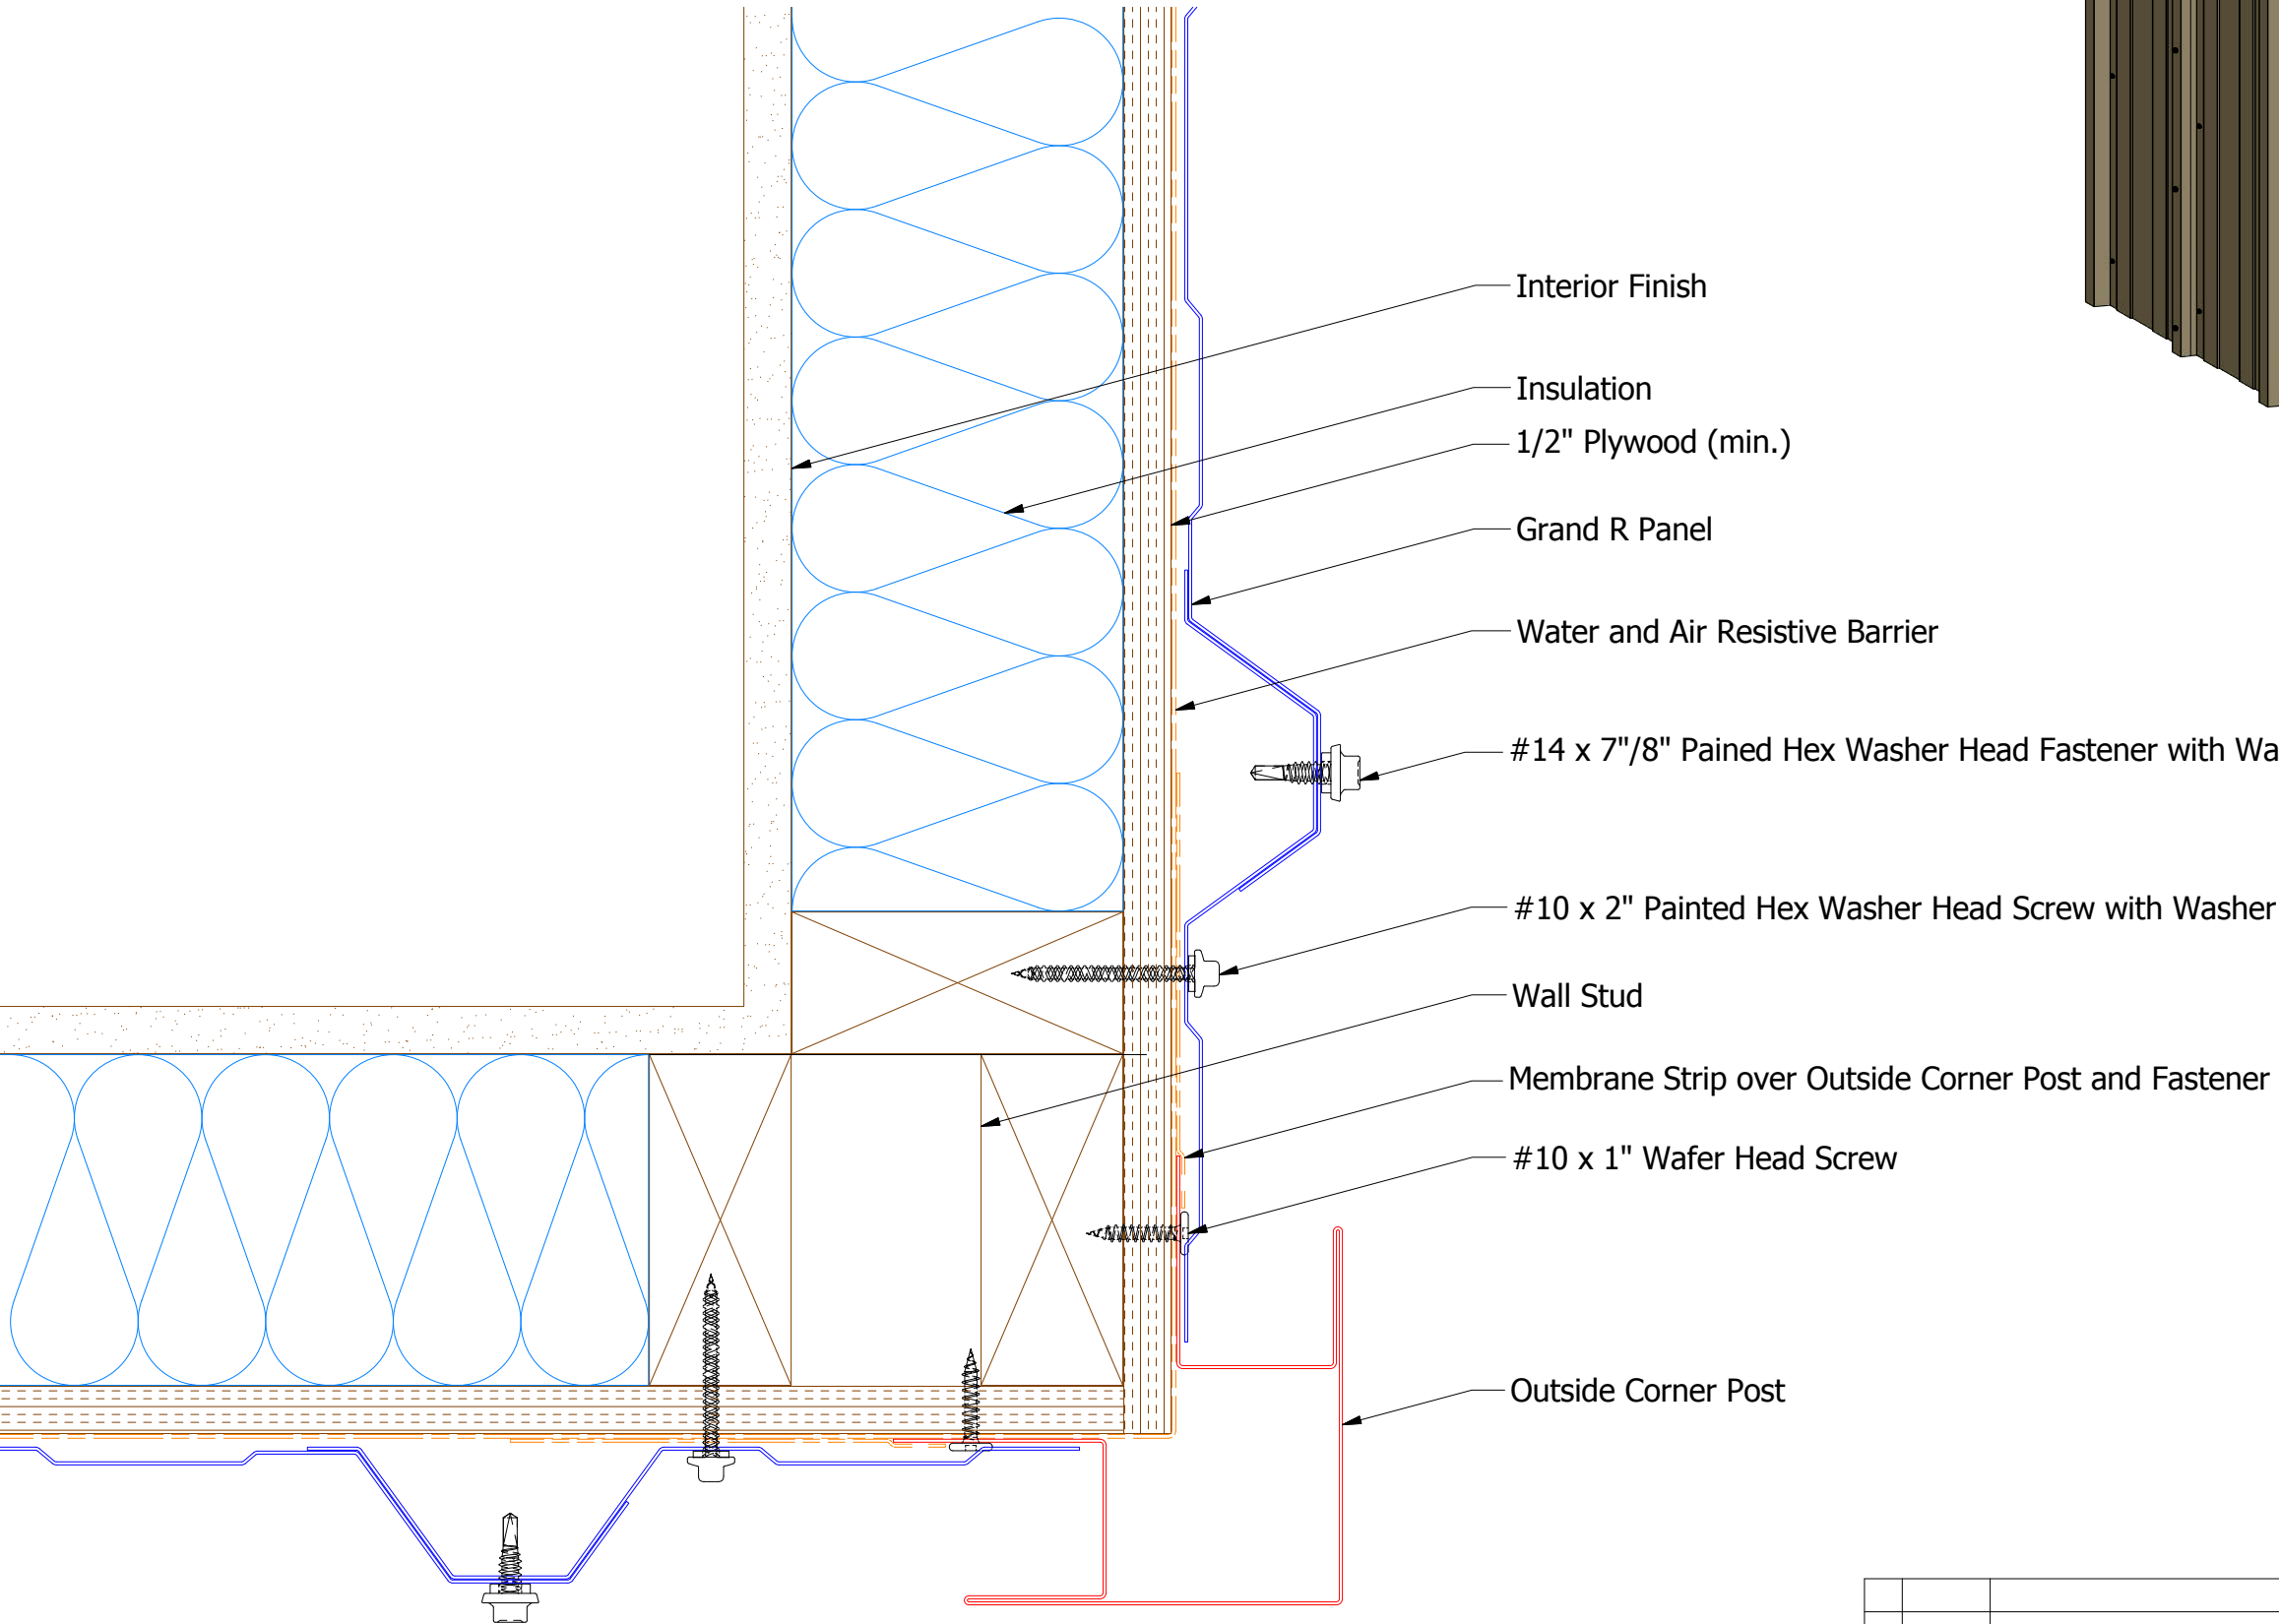 Interior Finish
Insulation
1/2" Plywood (min.)
Grand R Panel
Water and Air Resistive Barrier
#14 x 7"/8" Pained Hex Washer Head Fastener with
#10 x 2" Painted Hex Washer Head Screw with Washer
Wall Stud
Membrane Strip over Outside Corner Post and Fastener
#10 x 1" Wafer Head Screw
Outside Corner Post